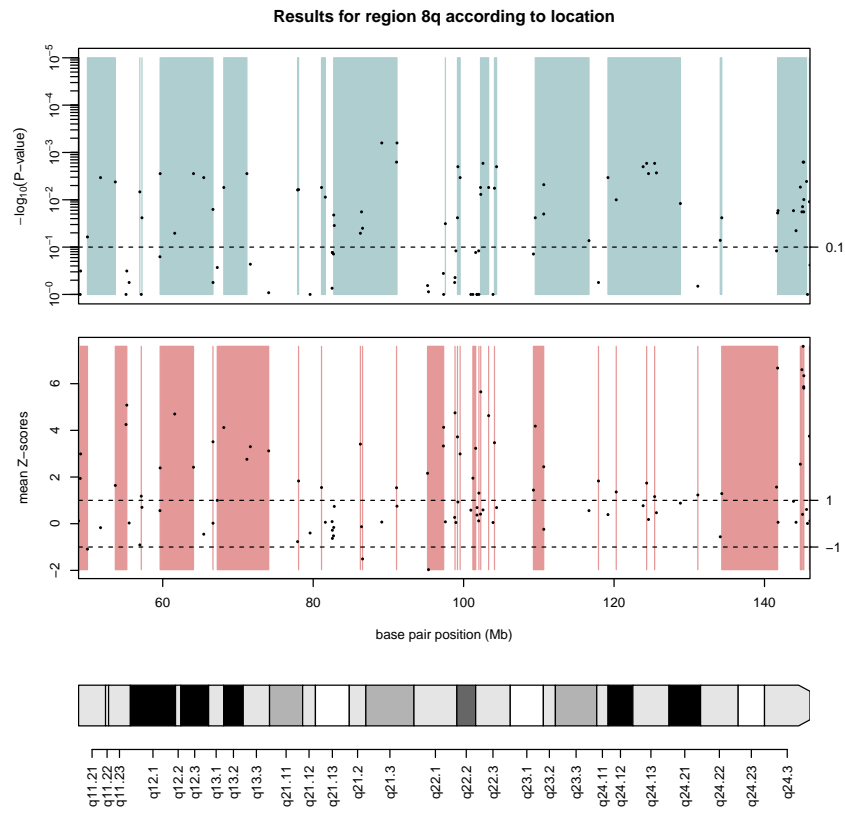 Results for region 8q according to location
−log10(P−value)
10^−5
10^−4
10^−3
10^−2
10^−1
10^−0
0.1
mean Z−scores
6
4
2
0
−2
1
−1
60 80 100 120 140
base pair position (Mb)
q11.21 q11.22 q11.23 q12.1 q12.2 q12.3 q13.1 q13.2 q13.3 q21.11 q21.12 q21.13 q21.2 q21.3 q22.1 q22.2 q22.3 q23.1 q23.2 q23.3 q24.11 q24.12 q24.13 q24.21 q24.22 q24.23 q24.3